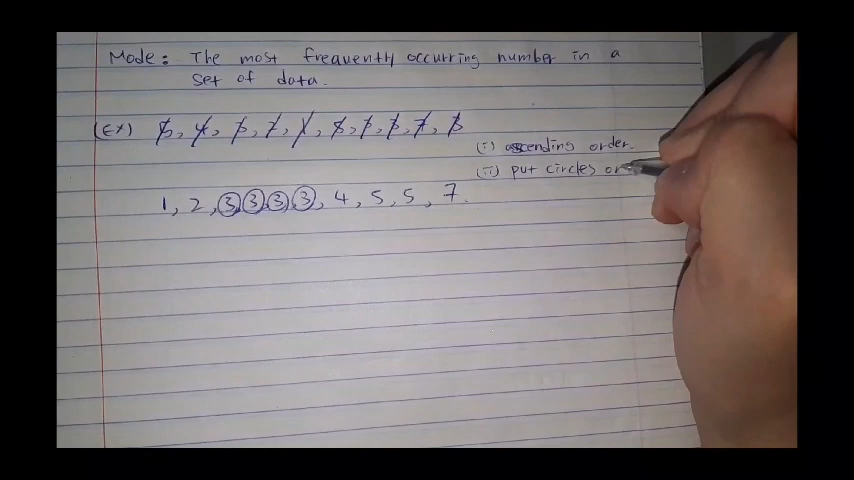 Mode: The most frequently occurring number in a
set of data.
(EX)
(i) ascending order.
(ii) put circles or
1, 2, 3, 3, 3, 3, 4, 5, 5, 7.